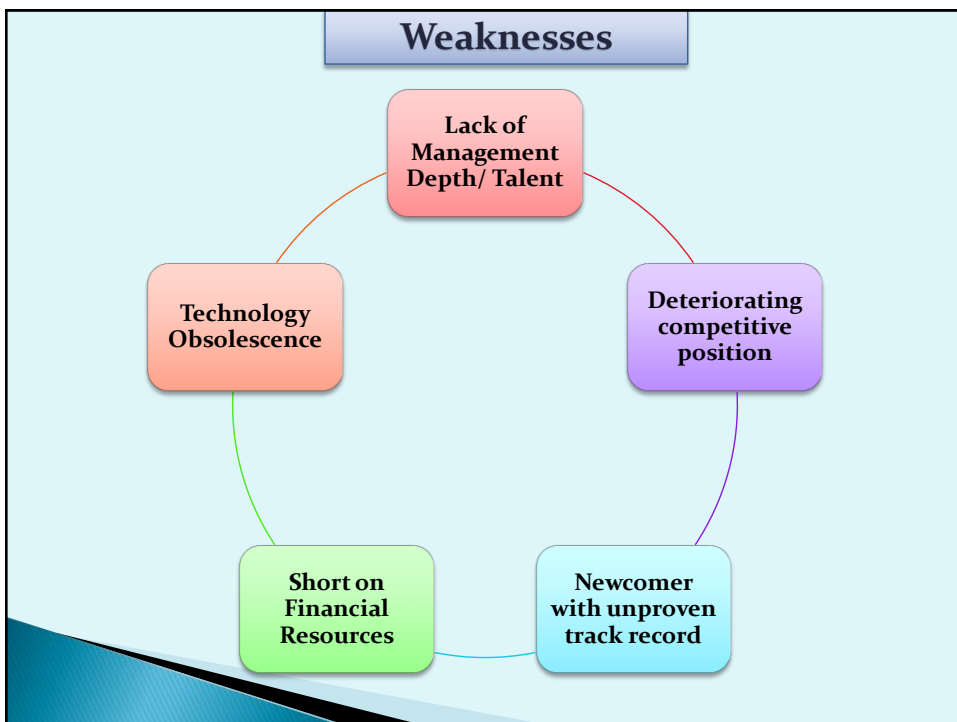 Weaknesses
Lack of
Management
Depth/ Talent
Deteriorating
competitive
position
Newcomer
with unproven
track record
Short on
Financial
Resources
Technology
Obsolescence